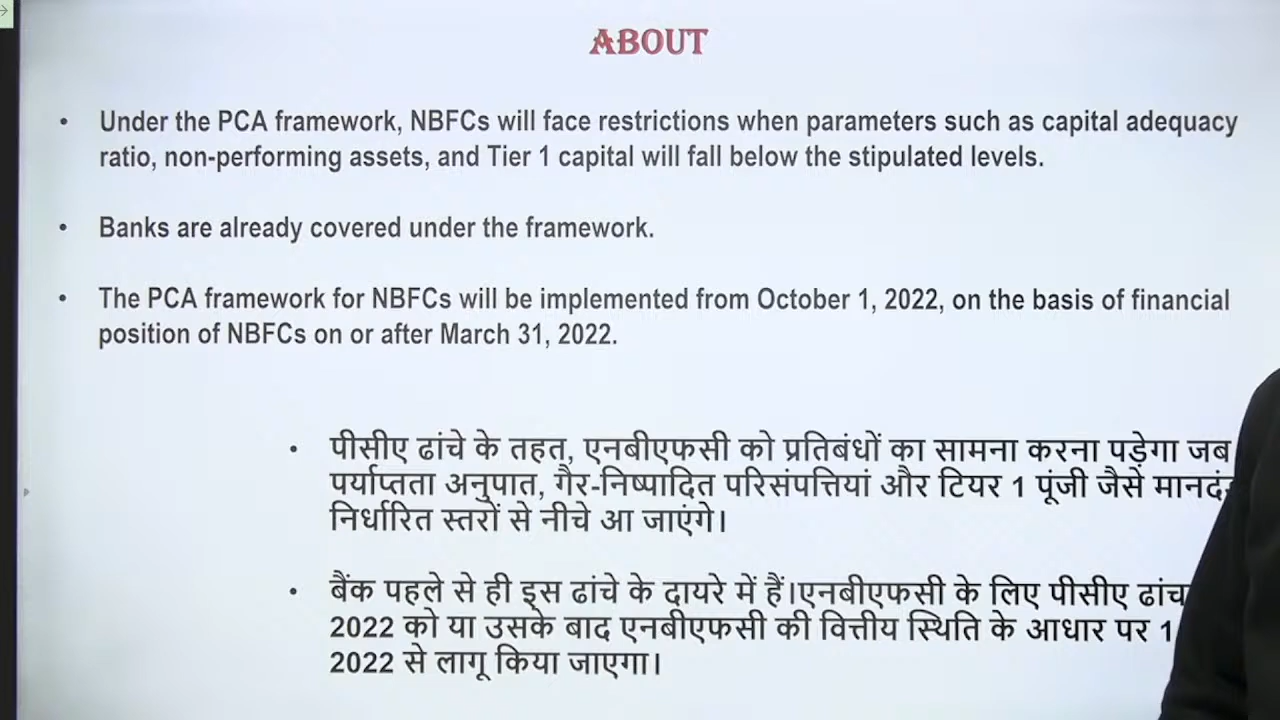 ABOUT
• Under the PCA framework, NBFCs will face restrictions when parameters such as capital adequacy
ratio, non-performing assets, and Tier 1 capital will fall below the stipulated levels.
• Banks are already covered under the framework.
• The PCA framework for NBFCs will be implemented from October 1, 2022, on the basis of financial
position of NBFCs on or after March 31, 2022.
• पीसीए ढांचे के तहत, एनबीएफसी को प्रतिबंधों का सामना करना पड़ेगा जब
पर्याप्तता अनुपात, गैर-निष्पादित परिसंपत्तियां और टियर 1 पूंजी जैसे
निर्धारित स्तरों से नीचे आ जाएंगे।
• बैंक पहले से ही इस ढांचे के दायरे में हैं।एनबीएफसी के लिए पीसीए
2022 को या उसके बाद एनबीएफसी की वित्तीय स्थिति के आधार पर 1
2022 से लागू किया जाएगा।